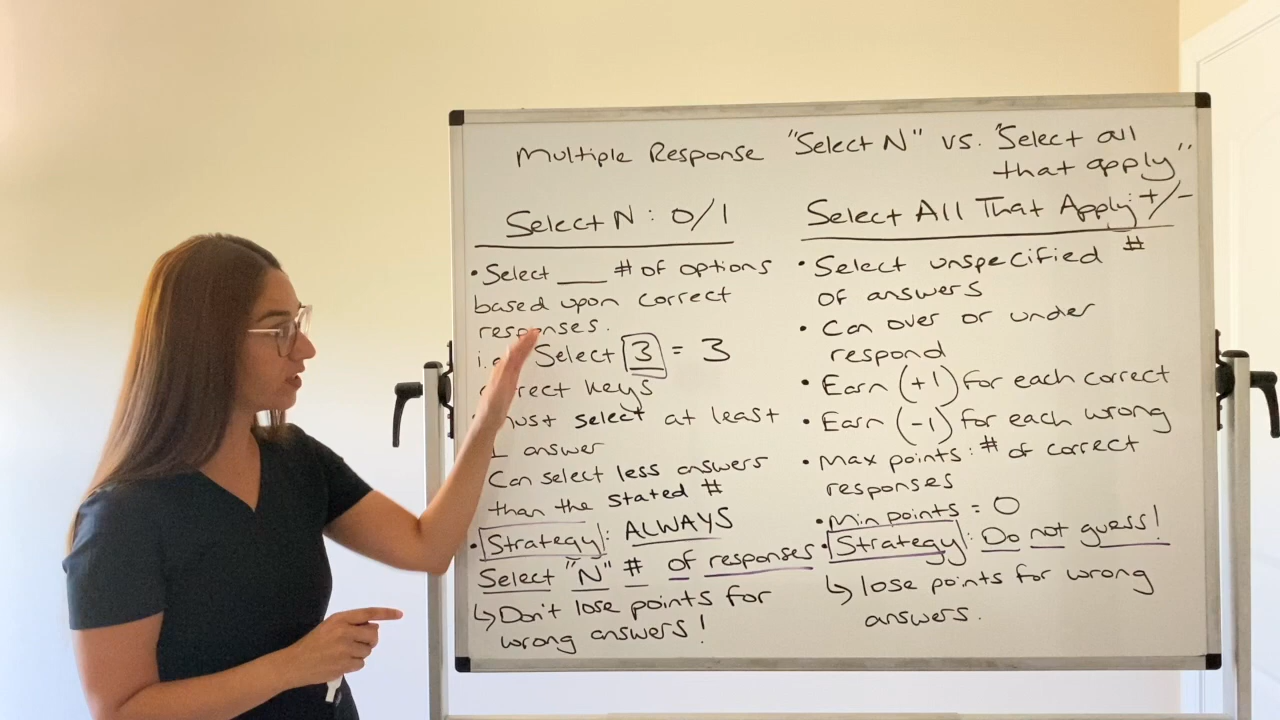 Multiple Response "Select N" vs. "Select all
that apply"
Select N: 0/1
• Select ___ # of options
based upon correct
responses.
Select 3 = 3
keys
select at least
answer
Can select less answers
than the stated #
• Strategy: ALWAYS
Select "N" # of responses
↳ Don't lose points for
wrong answers!
Select All That Apply: +/-
• Select unspecified #
of answers
• Can over or under
respond
• Earn (+1) for each correct
• Earn (-1) for each wrong
• Max points: # of correct
responses
• Min points = 0
• Strategy: Do not guess!
↳ lose points for wrong
answers.